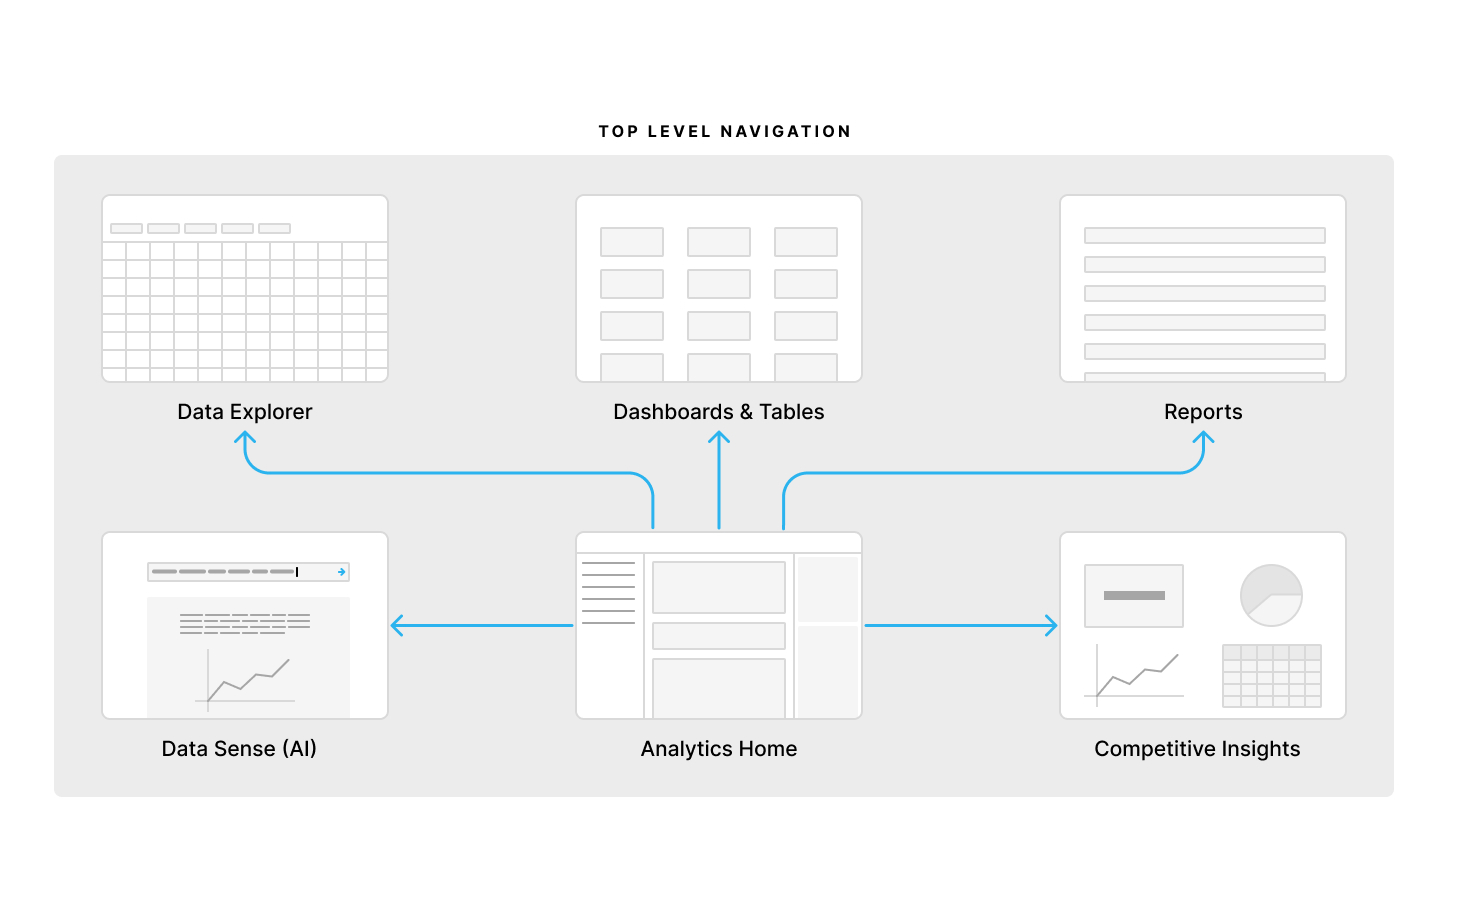 TOP LEVEL NAVIGATION
Data Explorer
Dashboards & Tables
Reports
Data Sense (AI)
Analytics Home
Competitive Insights